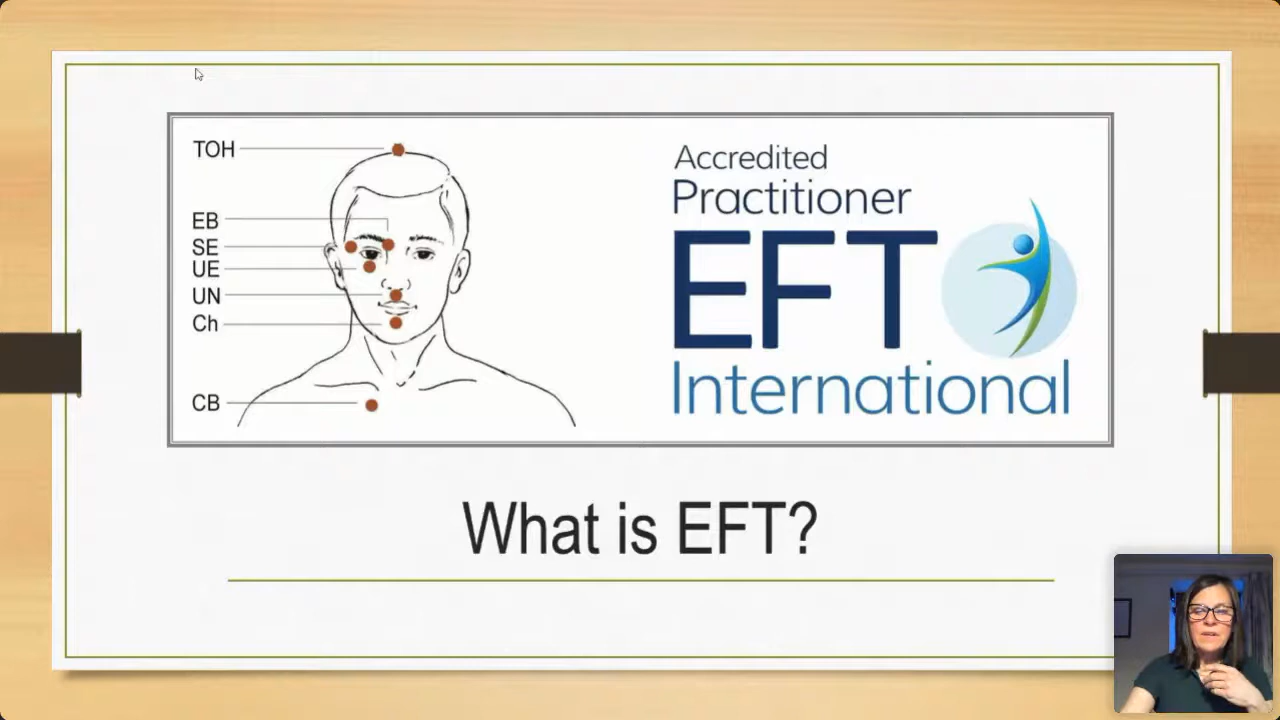 TOH
EB
SE
UE
UN
Ch
CB
Accredited
Practitioner
EFT
International
What is EFT?